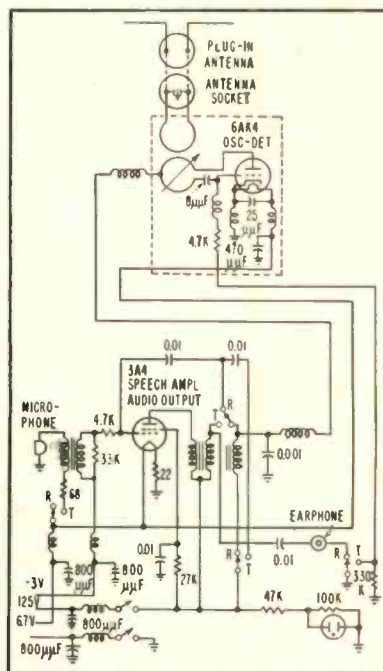 PLUG-IN
ANTENNA
ANTENNA
SOCKET
6AK4
OSC-DET
8µµF
25
µµF
4.7K
470
µµF
0.01
0.01
3A4
SPEECH AMPL
AUDIO OUTPUT
R
T
MICRO-
PHONE
4.7K
33K
68
22
0.001
R
T
EARPHONE
0.01
27K
R
T
0.01
R
T
330
K
800
µµF
800
µµF
-3V
125V
6.7V
800µµF
800µµF
47K
100K